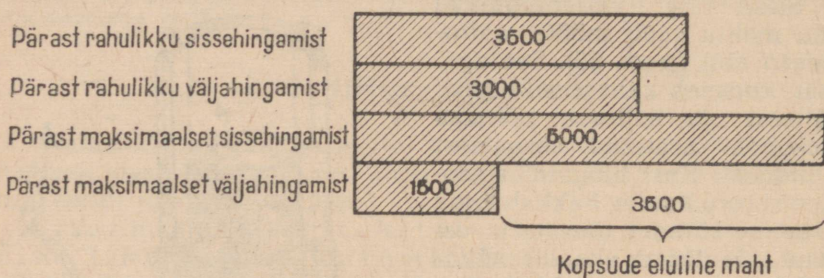 Pärast rahulikku sissehingamist 3500
Pärast rahulikku väljahingamist 3000
Pärast maksimaalset sissehingamist 5000
Pärast maksimaalset väljahingamist 1500 3500
Kopsude eluline maht